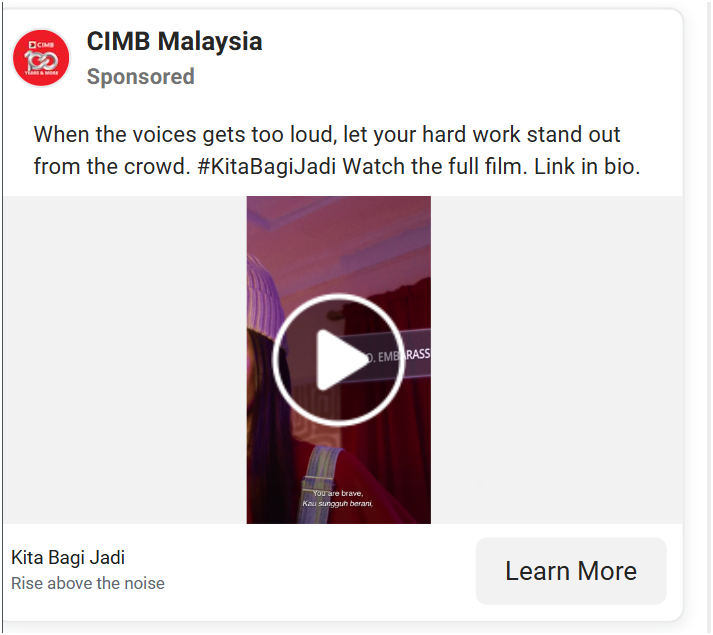 CIMB
100
YEARS & MORE
CIMB Malaysia
Sponsored
When the voices gets too loud, let your hard work stand out
from the crowd. #KitaBagiJadi Watch the full film. Link in bio.
O. EMBARASS
You are brave,
Kau sungguh berani,
Kita Bagi Jadi
Rise above the noise
Learn More